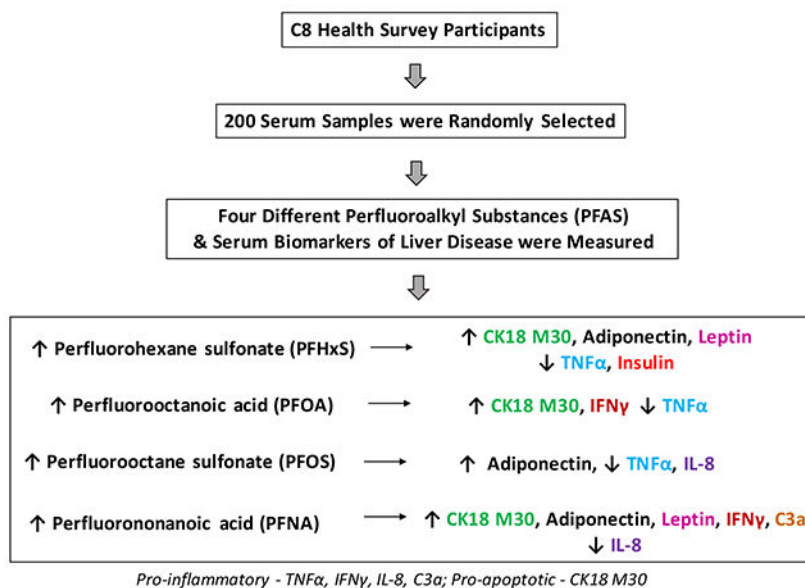 C8 Health Survey Participants
200 Serum Samples were Randomly Selected
Four Different Perfluoroalkyl Substances (PFAS)
& Serum Biomarkers of Liver Disease were Measured
↑ Perfluorohexane sulfonate (PFHxS) → ↑ CK18 M30, Adiponectin, Leptin
↓ TNFα, Insulin
↑ Perfluorooctanoic acid (PFOA) → ↑ CK18 M30, IFNγ ↓ TNFα
↑ Perfluorooctane sulfonate (PFOS) → ↑ Adiponectin, ↓ TNFα, IL-8
↑ Perfluorononanoic acid (PFNA) → ↑ CK18 M30, Adiponectin, Leptin, IFNγ, C3a
↓ IL-8
Pro-inflammatory - TNFα, IFNγ, IL-8, C3a; Pro-apoptotic - CK18 M30